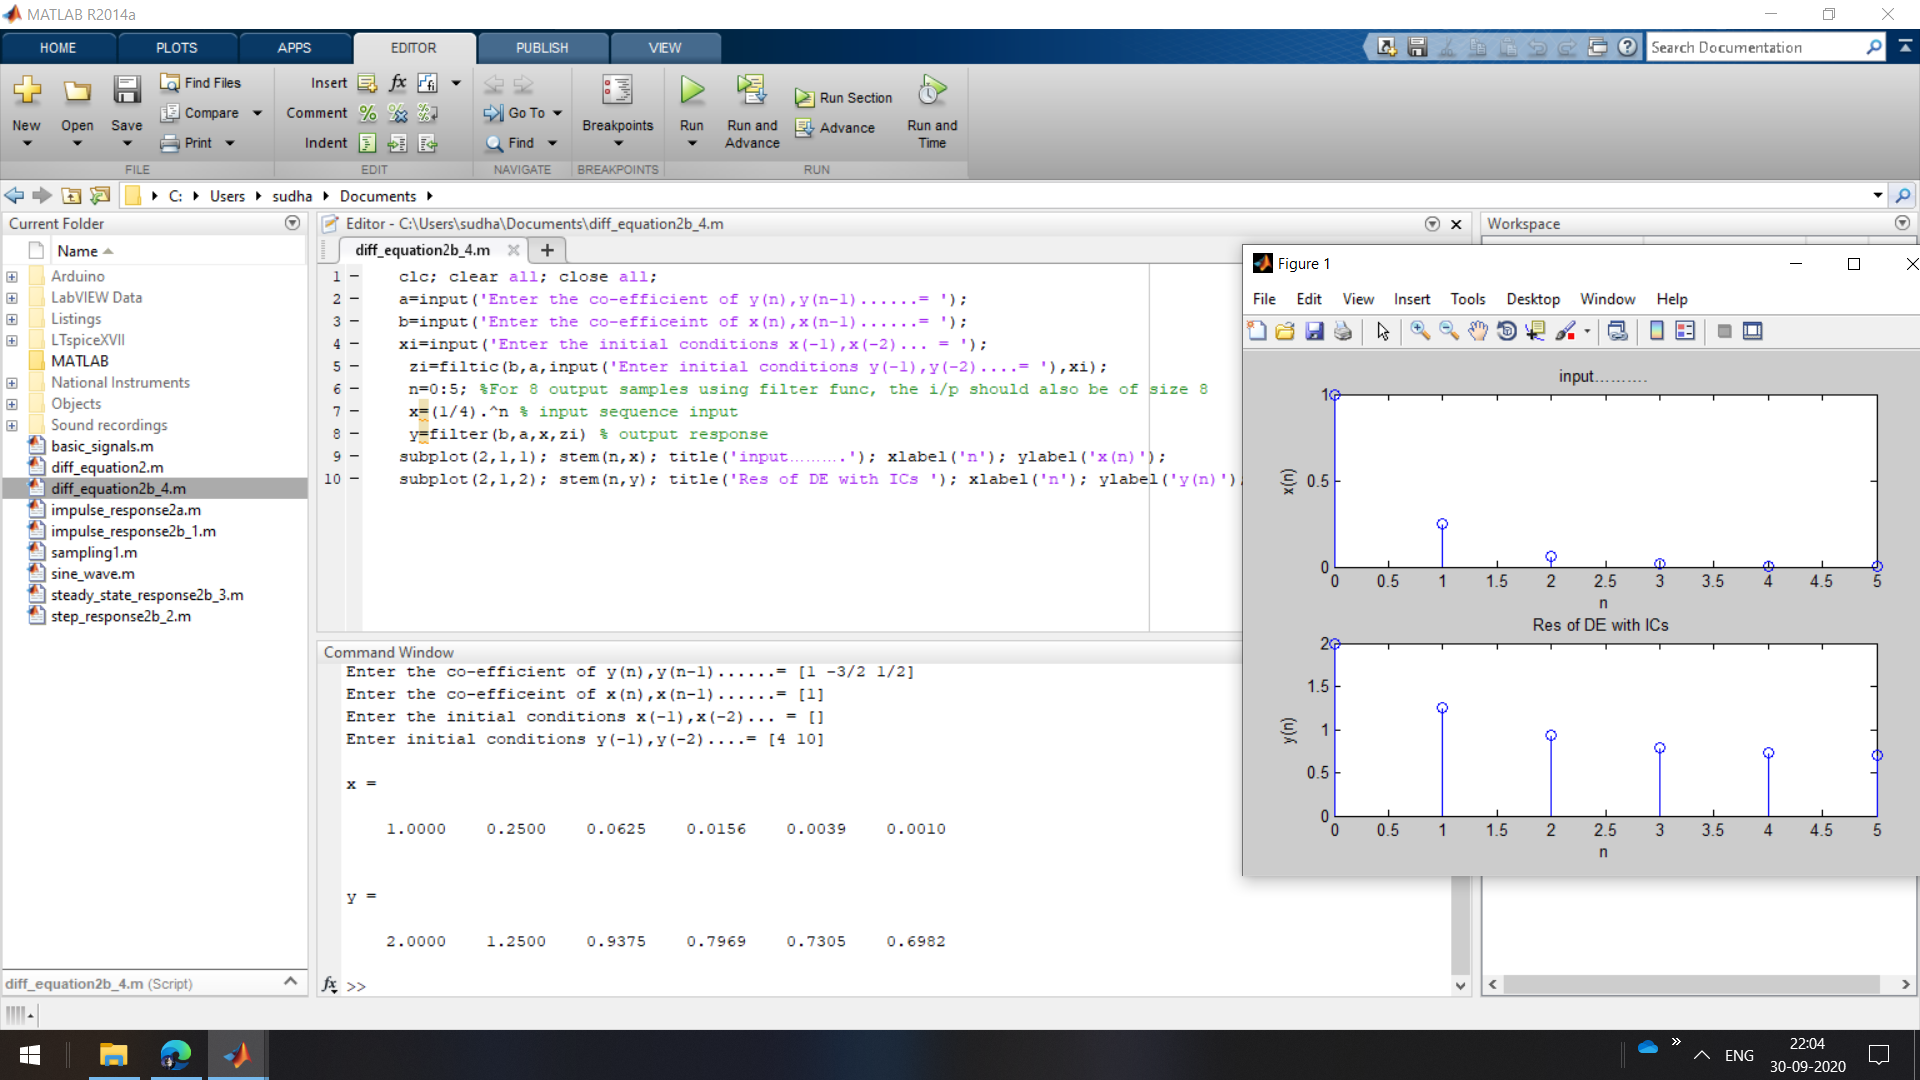 MATLAB R2014a
HOME PLOTS APPS EDITOR PUBLISH VIEW
Search Documentation
New Open Save
Find Files
Compare
Print
FILE
Insert fx
Comment
Indent
EDIT
Go To
Find
NAVIGATE
Breakpoints
BREAKPOINTS
Run
Run and Advance
Run Section
Advance
Run and Time
RUN
C: Users sudha Documents
Current Folder
Name
Arduino
LabVIEW Data
Listings
LTspiceXVII
MATLAB
National Instruments
Objects
Sound recordings
basic_signals.m
diff_equation2.m
diff_equation2b_4.m
impulse_response2a.m
impulse_response2b_1.m
sampling1.m
sine_wave.m
steady_state_response2b_3.m
step_response2b_2.m
diff_equation2b_4.m (Script)
Editor - C:\Users\sudha\Documents\diff_equation2b_4.m
diff_equation2b_4.m
1 - clc; clear all; close all;
2 - a=input('Enter the co-efficient of y(n),y(n-1)......= ');
3 - b=input('Enter the co-efficeint of x(n),x(n-1)......= ');
4 - xi=input('Enter the initial conditions x(-1),x(-2)... = ');
5 - zi=filtic(b,a,input('Enter initial conditions y(-1),y(-2)....= '),xi);
6 - n=0:5; %For 8 output samples using filter func, the i/p should also be of size 8
7 - x=(1/4).^n % input sequence input
8 - y=filter(b,a,x,zi) % output response
9 - subplot(2,1,1); stem(n,x); title('input..........'); xlabel('n'); ylabel('x(n)');
10 - subplot(2,1,2); stem(n,y); title('Res of DE with ICs '); xlabel('n'); ylabel('y(n)')
Command Window
Enter the co-efficient of y(n),y(n-1)......= [1 -3/2 1/2]
Enter the co-efficeint of x(n),x(n-1)......= [1]
Enter the initial conditions x(-1),x(-2)... = []
Enter initial conditions y(-1),y(-2)....= [4 10]
x =
1.0000 0.2500 0.0625 0.0156 0.0039 0.0010
y =
2.0000 1.2500 0.9375 0.7969 0.7305 0.6982
fx >>
Workspace
Figure 1
File Edit View Insert Tools Desktop Window Help
input..........
1
0.5
0
x(n)
0 0.5 1 1.5 2 2.5 3 3.5 4 4.5 5
n
Res of DE with ICs
2
1.5
1
0.5
0
y(n)
0 0.5 1 1.5 2 2.5 3 3.5 4 4.5 5
n
ENG
22:04
30-09-2020